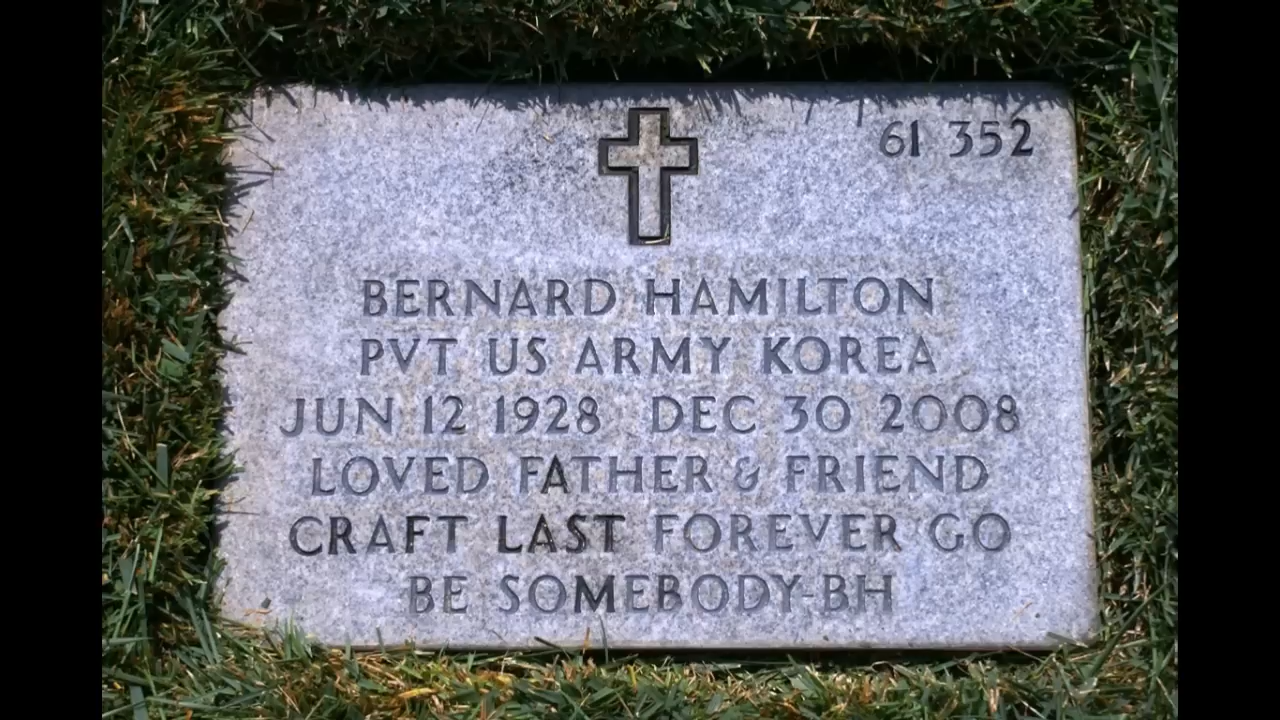 61 352
BERNARD HAMILTON
PVT US ARMY KOREA
JUN 12 1928 DEC 30 2008
LOVED FATHER & FRIEND
CRAFT LAST FOREVER GO
BE SOMEBODY-BH